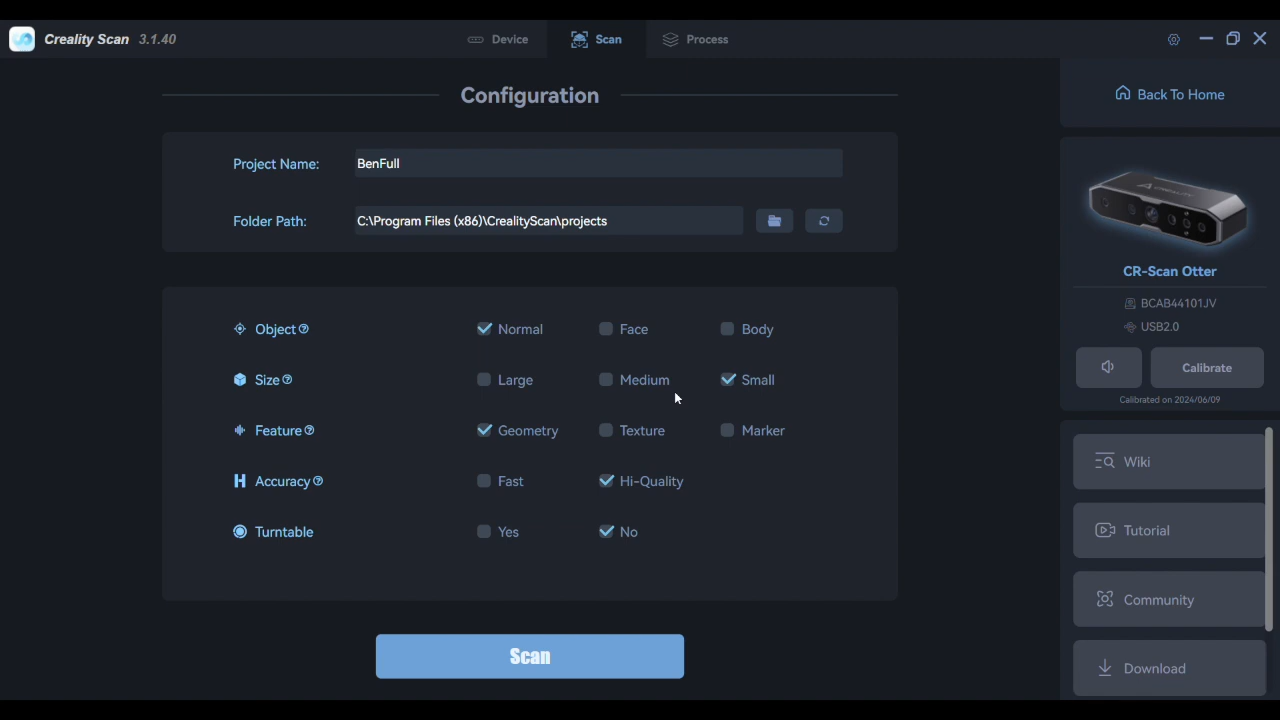 Creality Scan 3.1.40
Device
Scan
Process
Configuration
Back To Home
Project Name: BenFull
Folder Path: C:\Program Files (x86)\CrealityScan\projects
CREALITY
CR-Scan Otter
BCAB44101JV
USB2.0
Calibrate
Calibrated on 2024/06/09
Object Normal Face Body
Size Large Medium Small
Feature Geometry Texture Marker
Accuracy Fast Hi-Quality
Turntable Yes No
Scan
Wiki
Tutorial
Community
Download